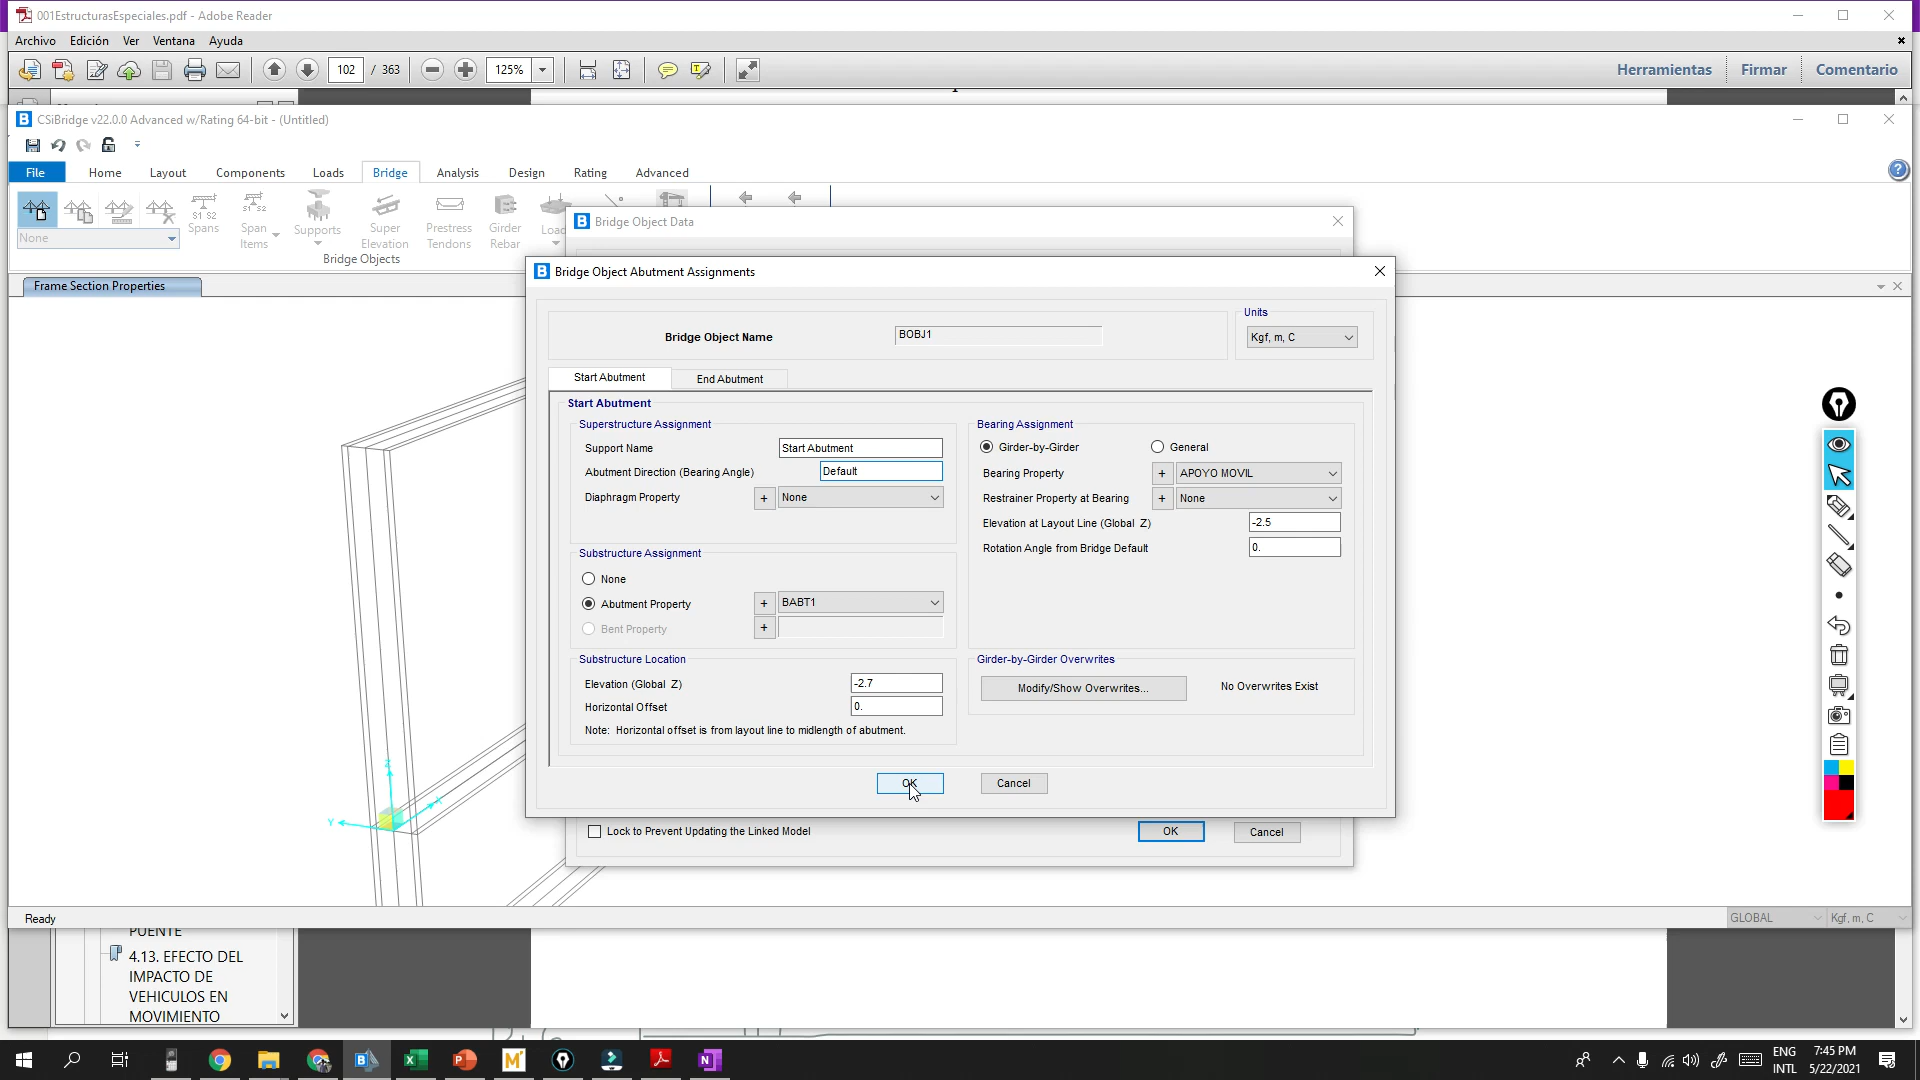 001EstructurasEspeciales.pdf - Adobe Reader
Archivo Edición Ver Ventana Ayuda
102 / 363 125% Herramientas Firmar Comentario
CSiBridge v22.0.0 Advanced w/Rating 64-bit - (Untitled)
File Home Layout Components Loads Bridge Analysis Design Rating Advanced
None
Spans
Span Items
Supports
Super Elevation
Prestress Tendons
Girder Rebar
Load
Bridge Objects
Frame Section Properties
Bridge Object Data
Bridge Object Abutment Assignments
Bridge Object Name BOBJ1
Units
Kgf, m, C
Start Abutment End Abutment
Start Abutment
Superstructure Assignment
Support Name Start Abutment
Abutment Direction (Bearing Angle) Default
Diaphragm Property + None
Substructure Assignment
None
Abutment Property + BABT1
Bent Property +
Substructure Location
Elevation (Global Z) -2.7
Horizontal Offset 0.
Note: Horizontal offset is from layout line to midlength of abutment.
Bearing Assignment
Girder-by-Girder General
Bearing Property + APOYO MOVIL
Restrainer Property at Bearing + None
Elevation at Layout Line (Global Z) -2.5
Rotation Angle from Bridge Default 0.
Girder-by-Girder Overwrites
Modify/Show Overwrites... No Overwrites Exist
OK Cancel
Lock to Prevent Updating the Linked Model OK Cancel
Z
X
Y
Ready GLOBAL Kgf, m, C
PUENTE
4.13. EFECTO DEL
IMPACTO DE
VEHICULOS EN
MOVIMIENTO
ENG
INTL
7:45 PM
5/22/2021